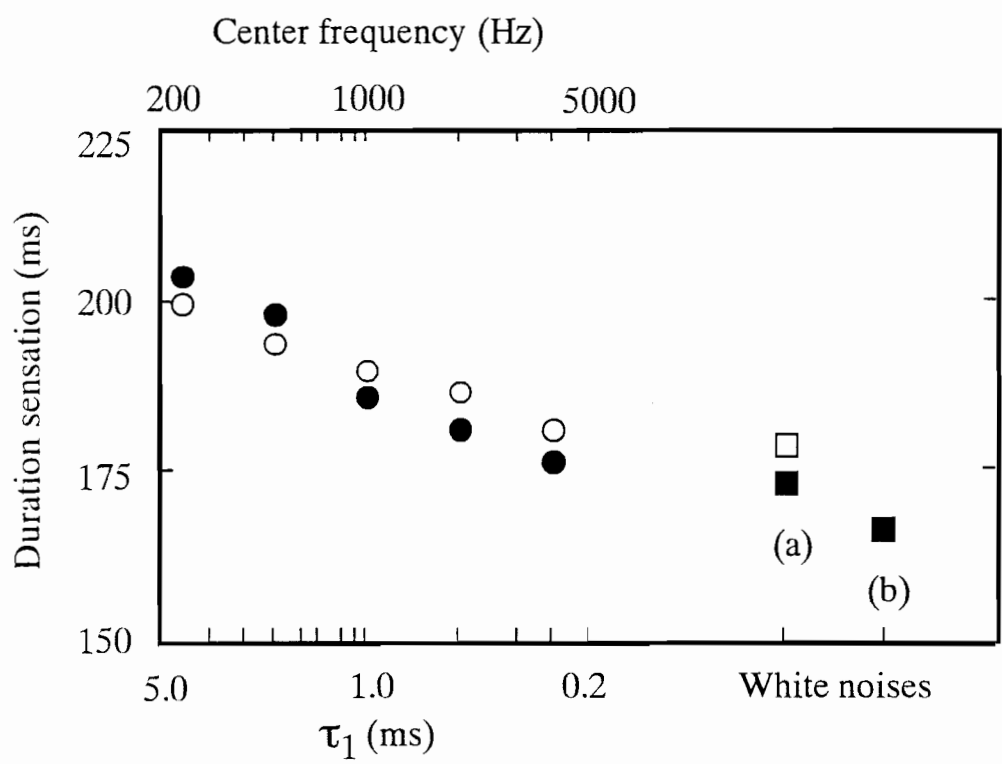 Center frequency (Hz)
200 1000 5000
Duration sensation (ms)
225
200
175
150
(a)
(b)
5.0 1.0 0.2 White noises
τ1 (ms)